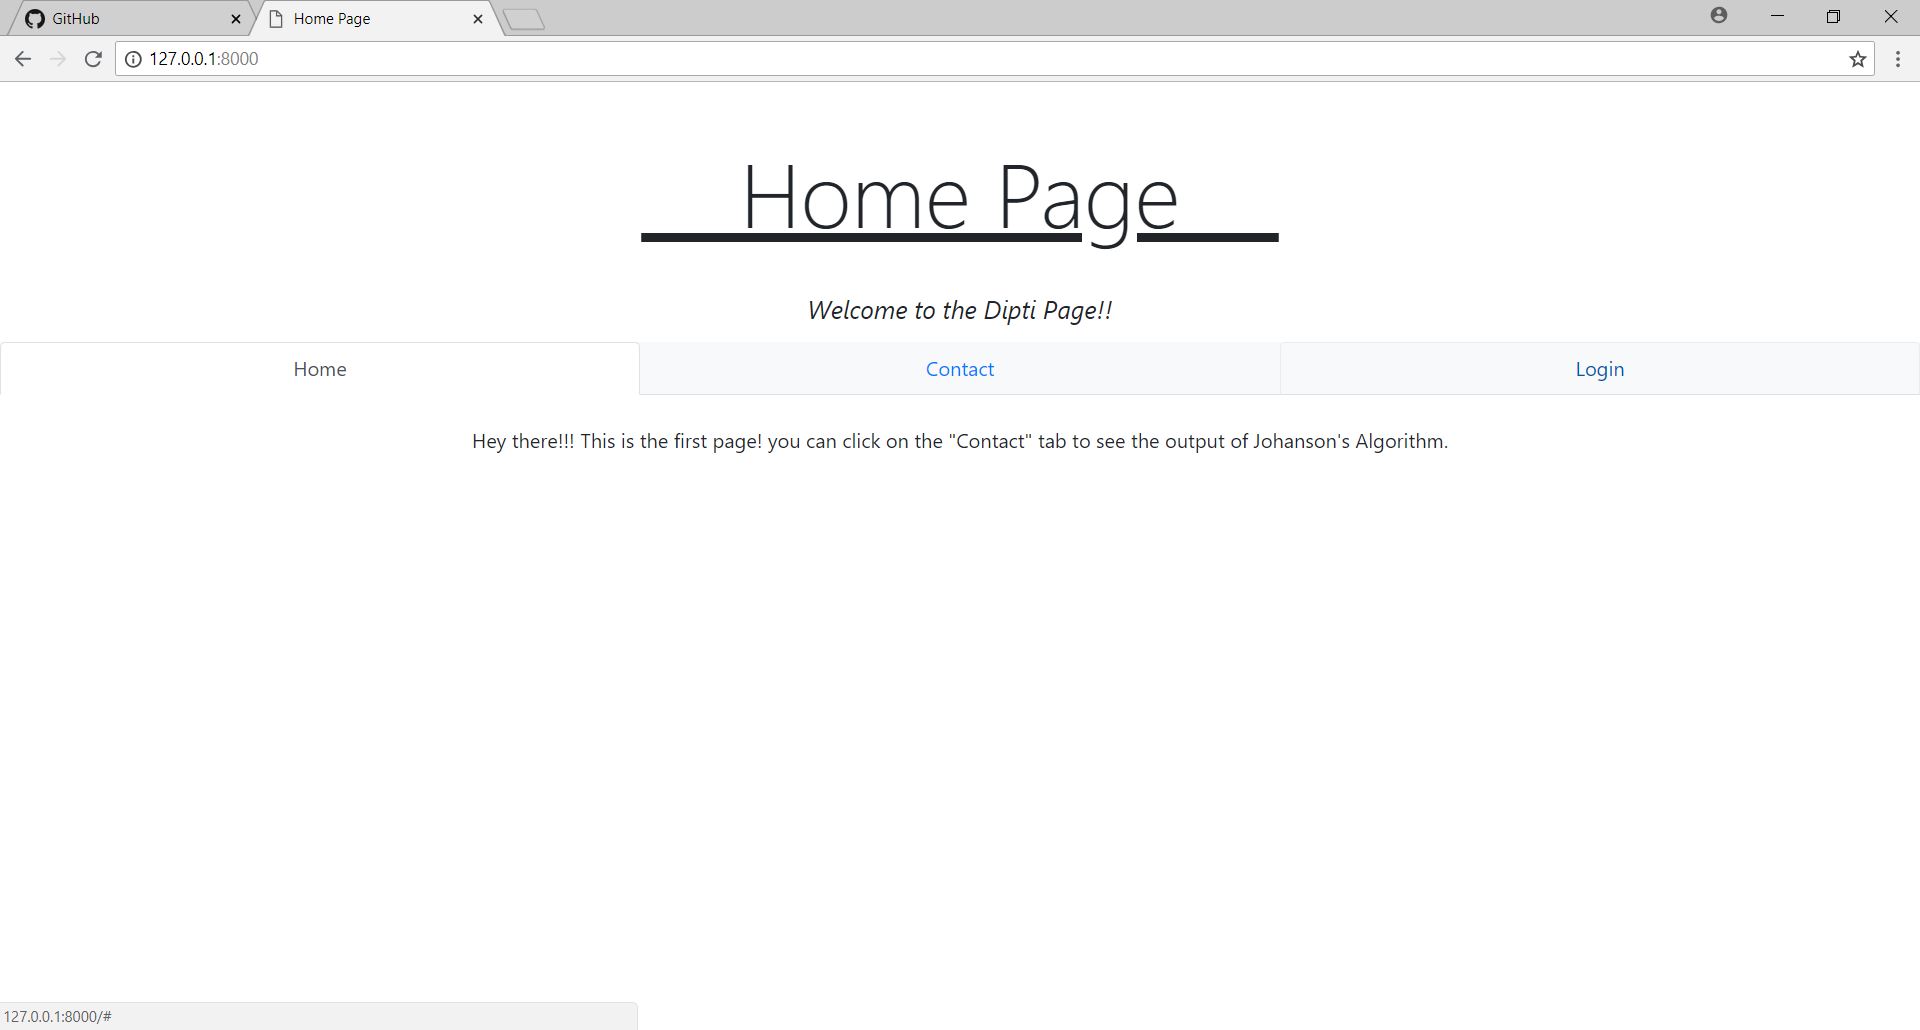 GitHub
Home Page
127.0.0.1:8000
Home Page
Welcome to the Dipti Page!!
Home
Contact
Login
Hey there!!! This is the first page! you can click on the "Contact" tab to see the output of Johanson's Algorithm.
127.0.0.1:8000/#